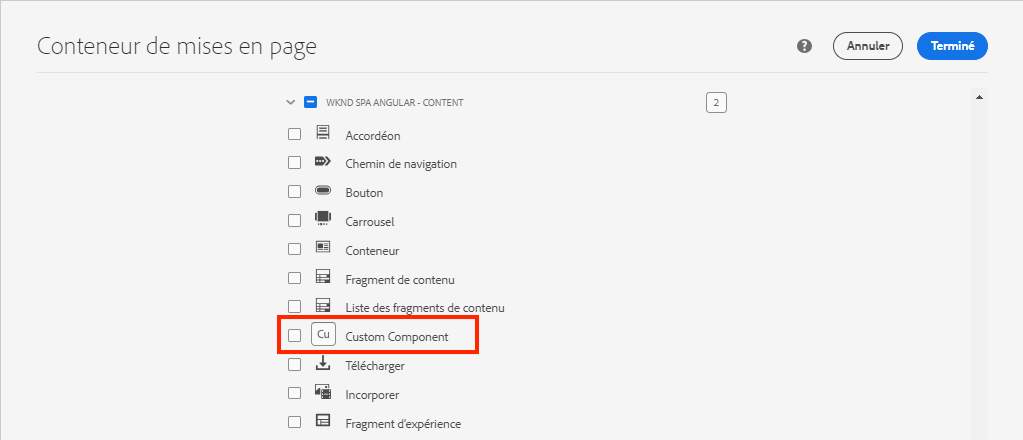 Conteneur de mises en page
?
Annuler
Terminé
WKND SPA ANGULAR - CONTENT
2
Accordéon
Chemin de navigation
Bouton
Carrousel
Conteneur
Fragment de contenu
Liste des fragments de contenu
Cu Custom Component
Télécharger
Incorporer
Fragment d'expérience